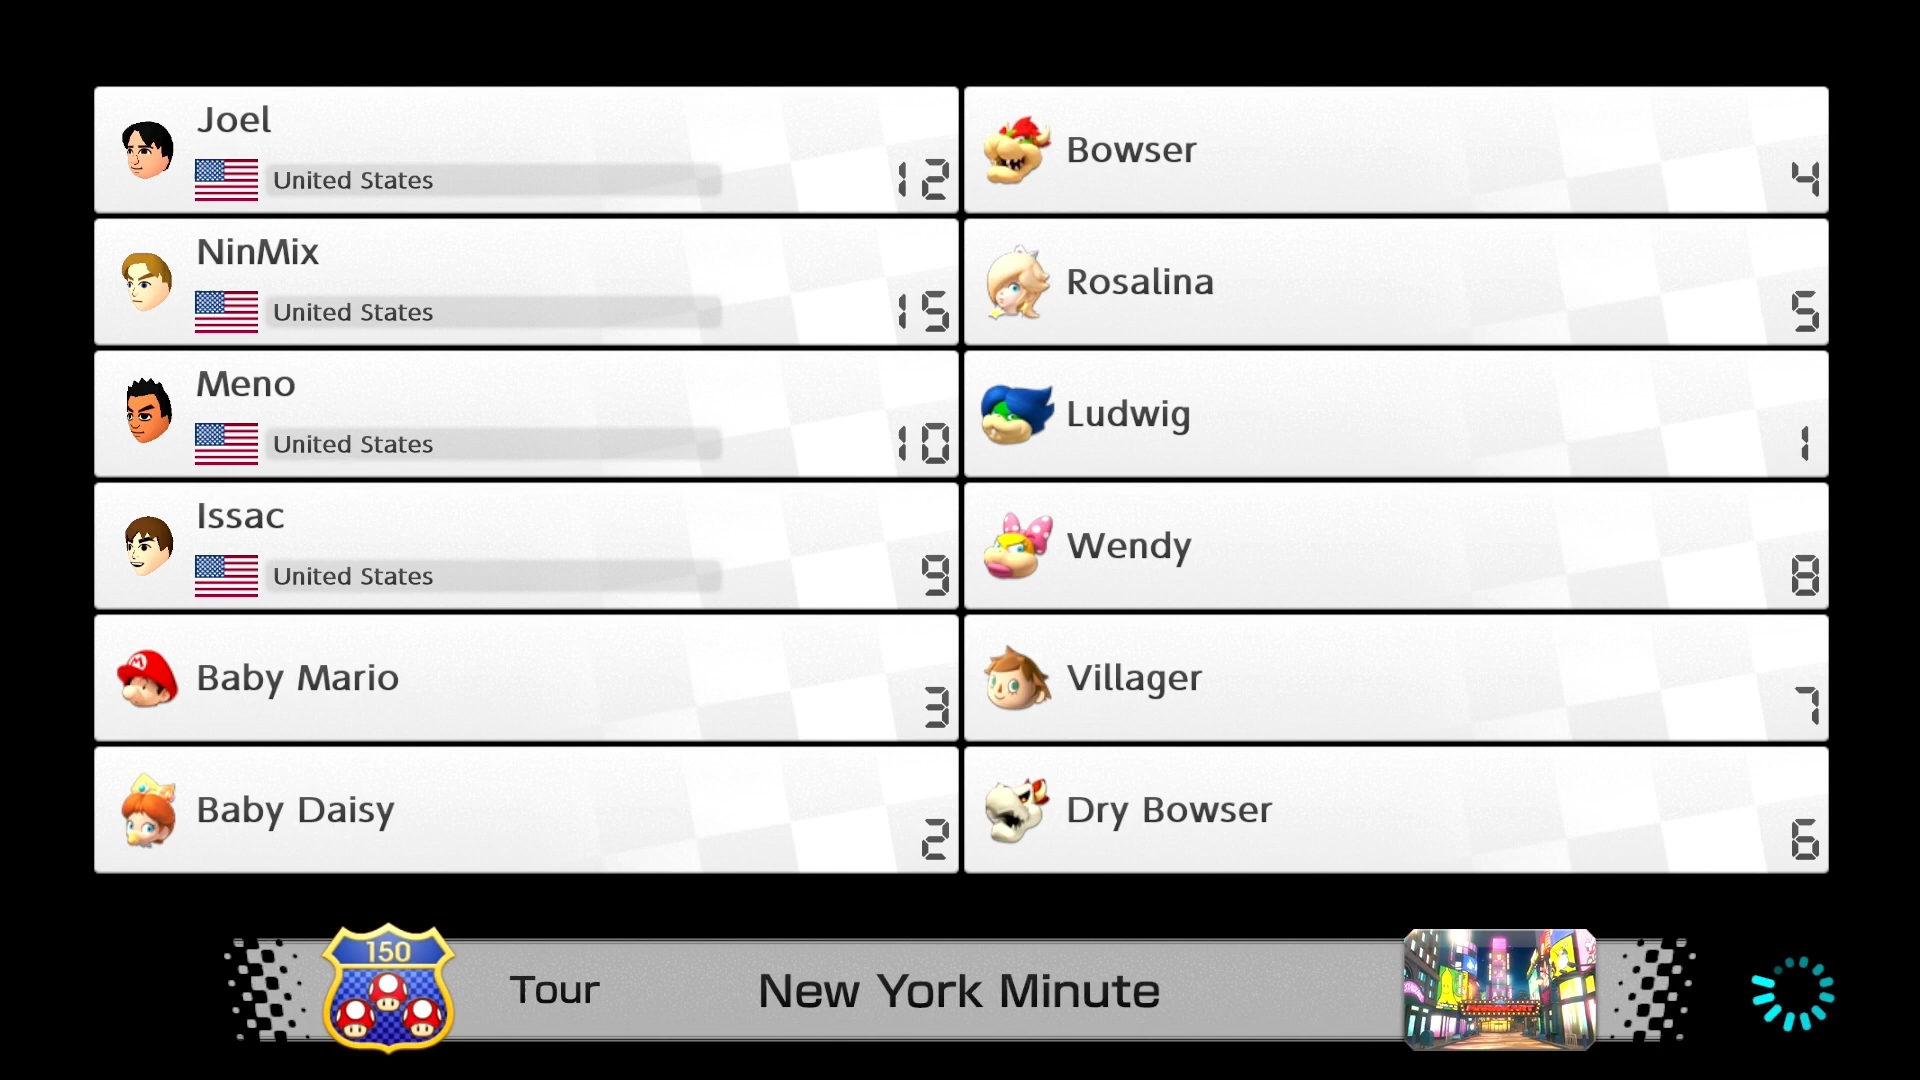 Joel
United States
12
NinMix
United States
15
Meno
United States
10
Issac
United States
9
Baby Mario
3
Baby Daisy
2
Bowser
4
Rosalina
5
Ludwig
1
Wendy
8
Villager
7
Dry Bowser
6
150
Tour
New York Minute